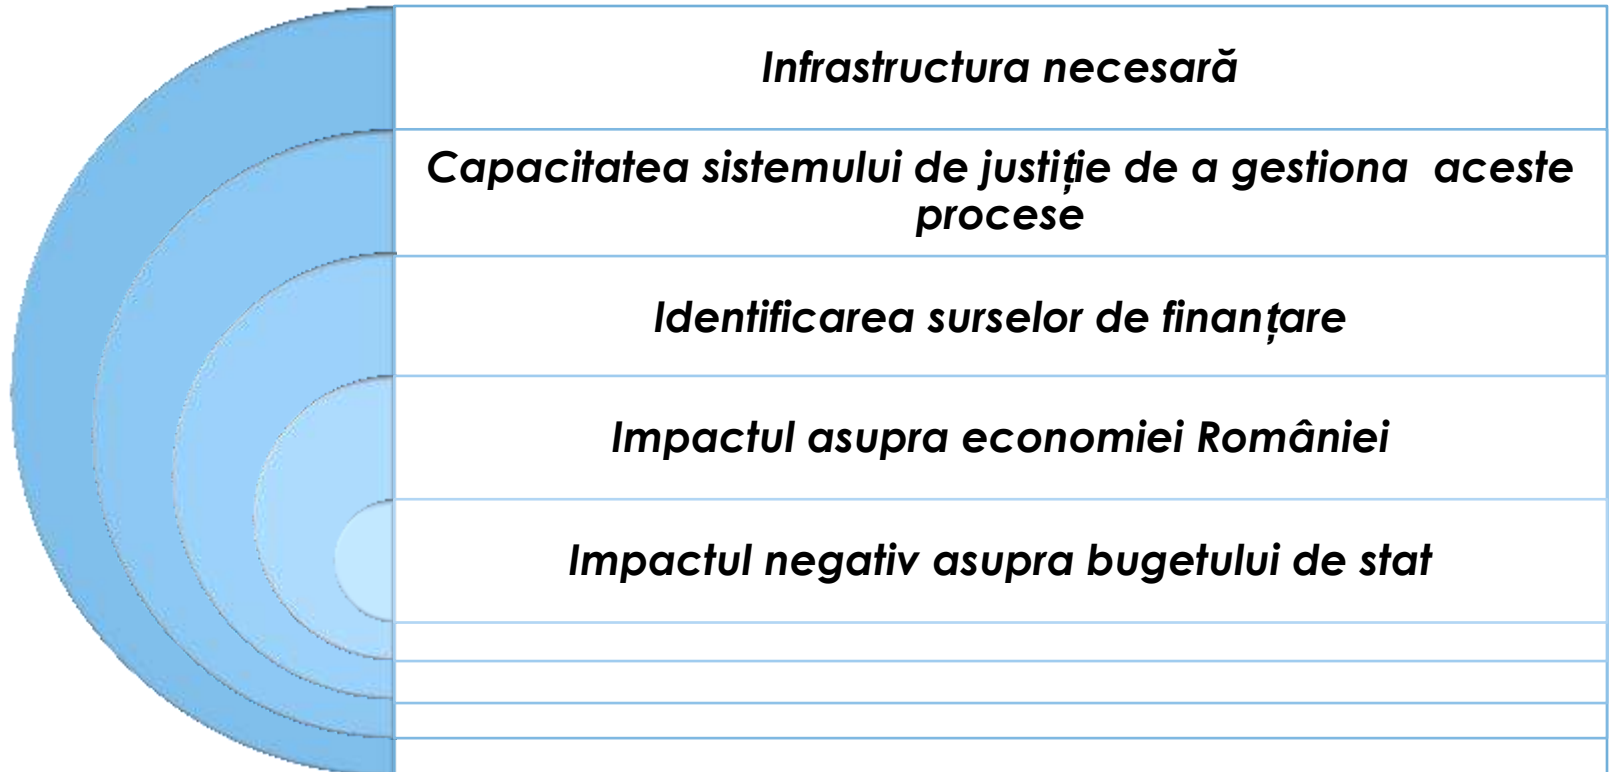 Infrastructura necesară
Capacitatea sistemului de justiție de a gestiona  aceste
procese
Identificarea surselor de finanțare
Impactul asupra economiei României
Impactul negativ asupra bugetului de stat